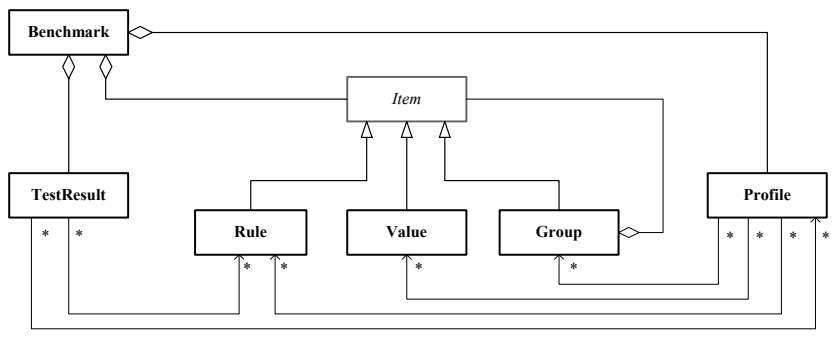 Benchmark
Item
TestResult
Profile
Rule
Value
Group
* *
* * * *
* * * *